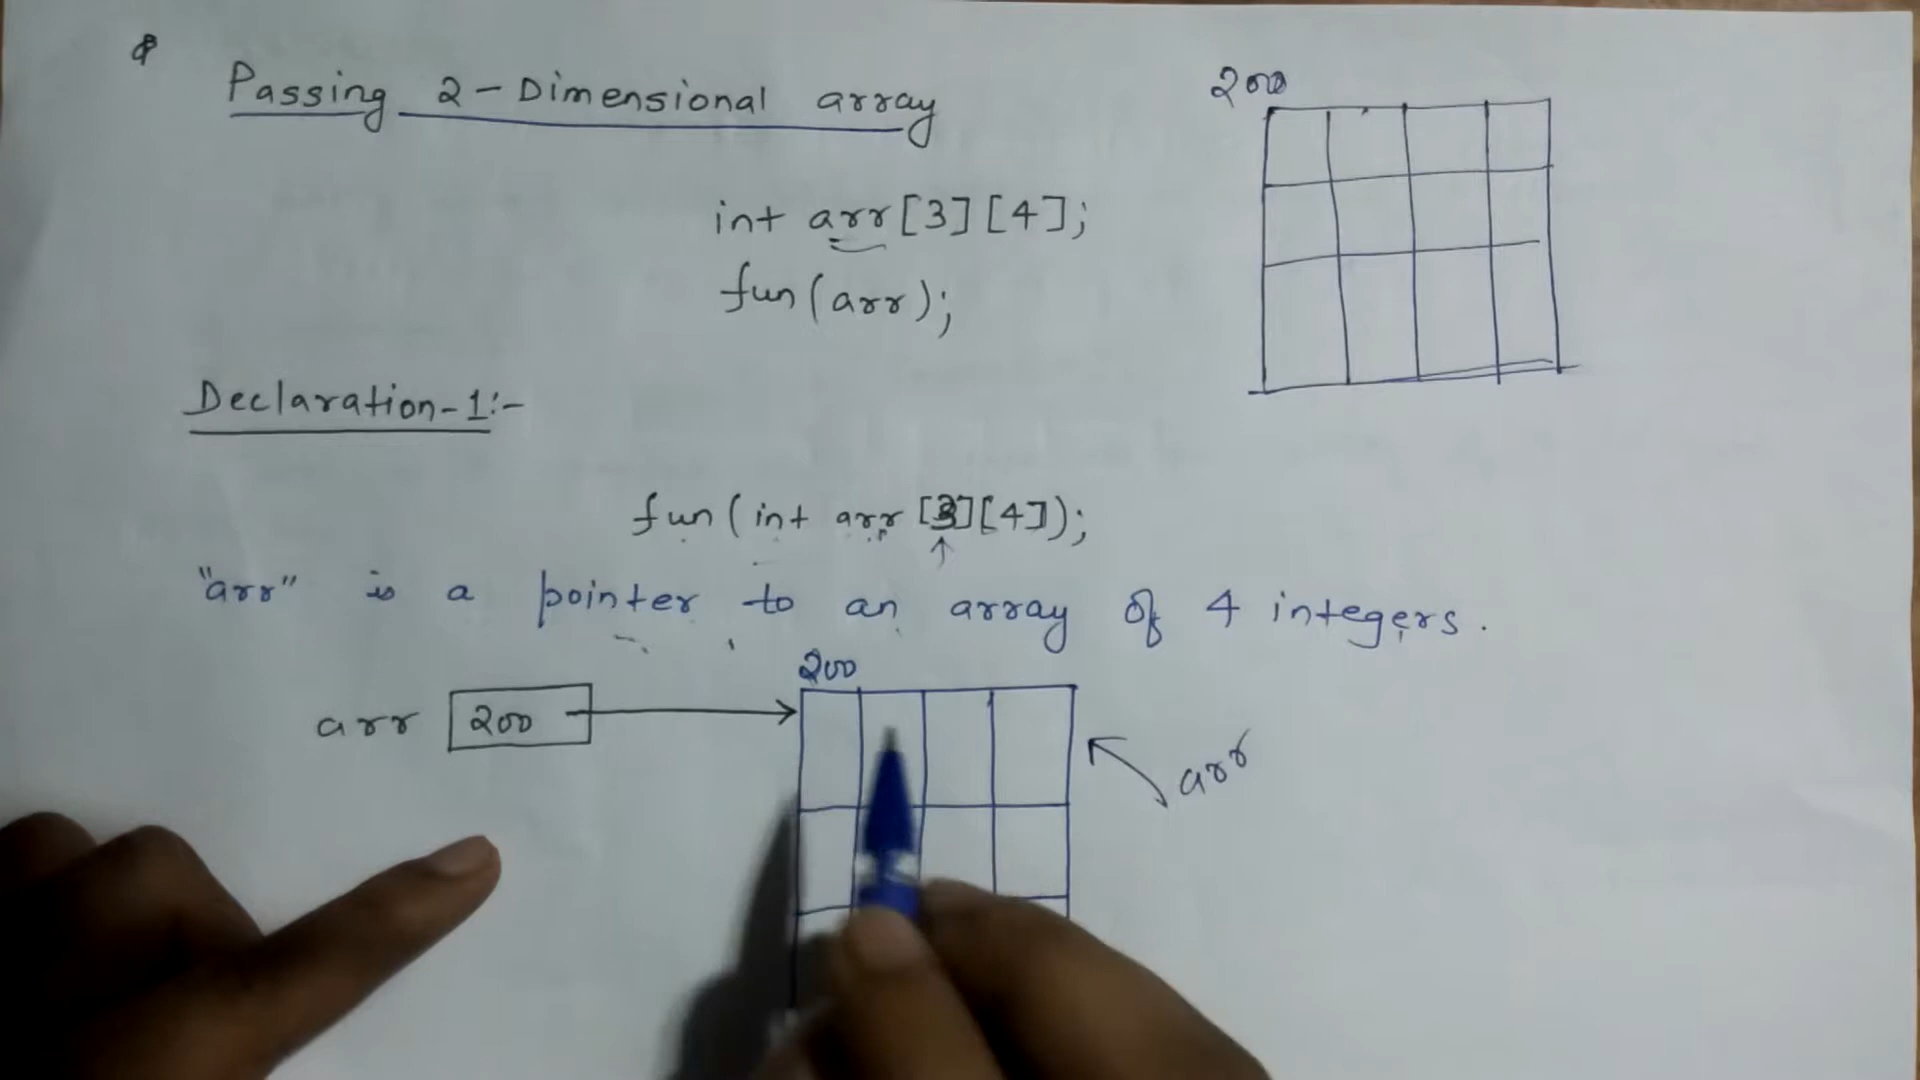 Passing 2-Dimensional array
200
int arr[3][4];
fun(arr);
Declaration-1:-
fun(int arr[3][4]);
"arr" is a pointer to an array of 4 integers.
200
arr 200
arr